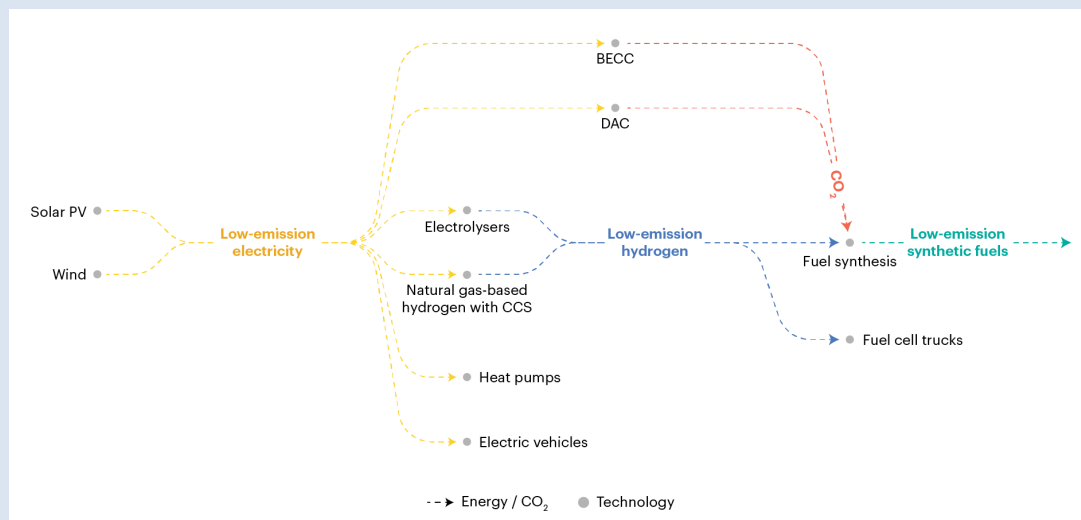 BECC
DAC
CO₂
Solar PV
Wind
Low-emission
electricity
Electrolysers
Natural gas-based
hydrogen with CCS
Low-emission
hydrogen
Fuel synthesis
Low-emission
synthetic fuels
Fuel cell trucks
Heat pumps
Electric vehicles
Energy / CO₂
Technology